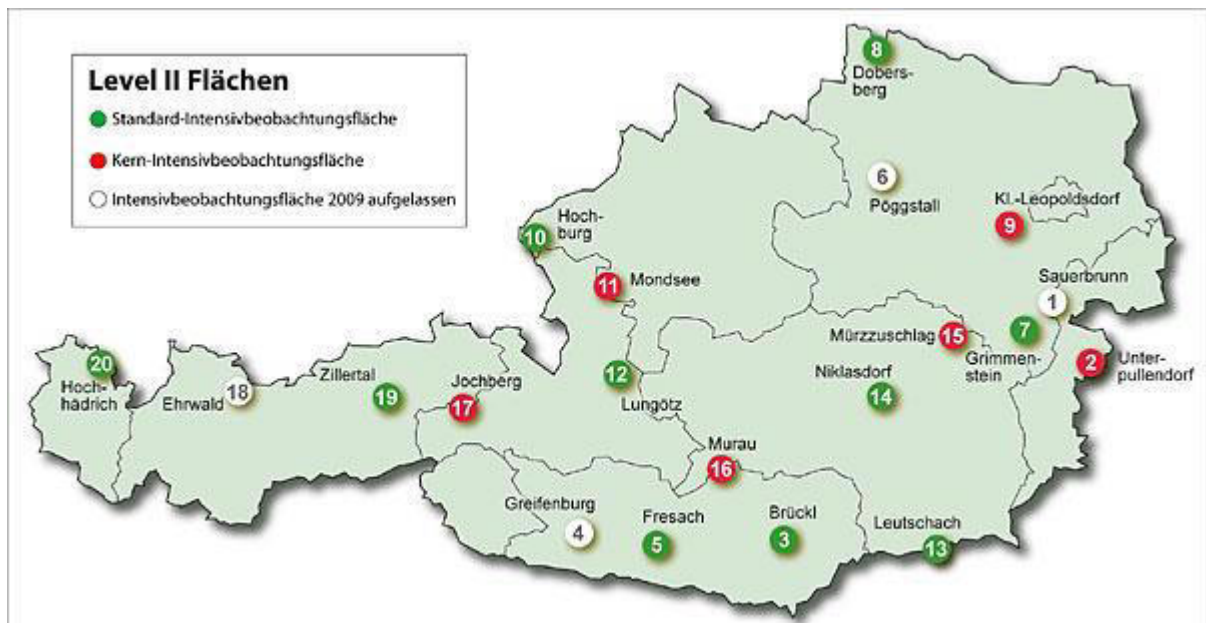 Level II Flächen
Standard-Intensivbeobachtungsfläche
Kern-Intensivbeobachtungsfläche
Intensivbeobachtungsfläche 2009 aufgelassen
8
Dobers-
berg
6
Pöggstall
Kl.-Leopoldsdorf
9
Hoch-
burg
10
11
Mondsee
Sauerbrunn
1
7
Grimmen-
stein
Mürzzuschlag
15
2
Unter-
pullendorf
20
Hoch-
hädrich
18
Ehrwald
Zillertal
19
Jochberg
17
12
Lungötz
Niklasdorf
14
Murau
16
Greifenburg
4
Fresach
5
Brückl
3
Leutschach
13